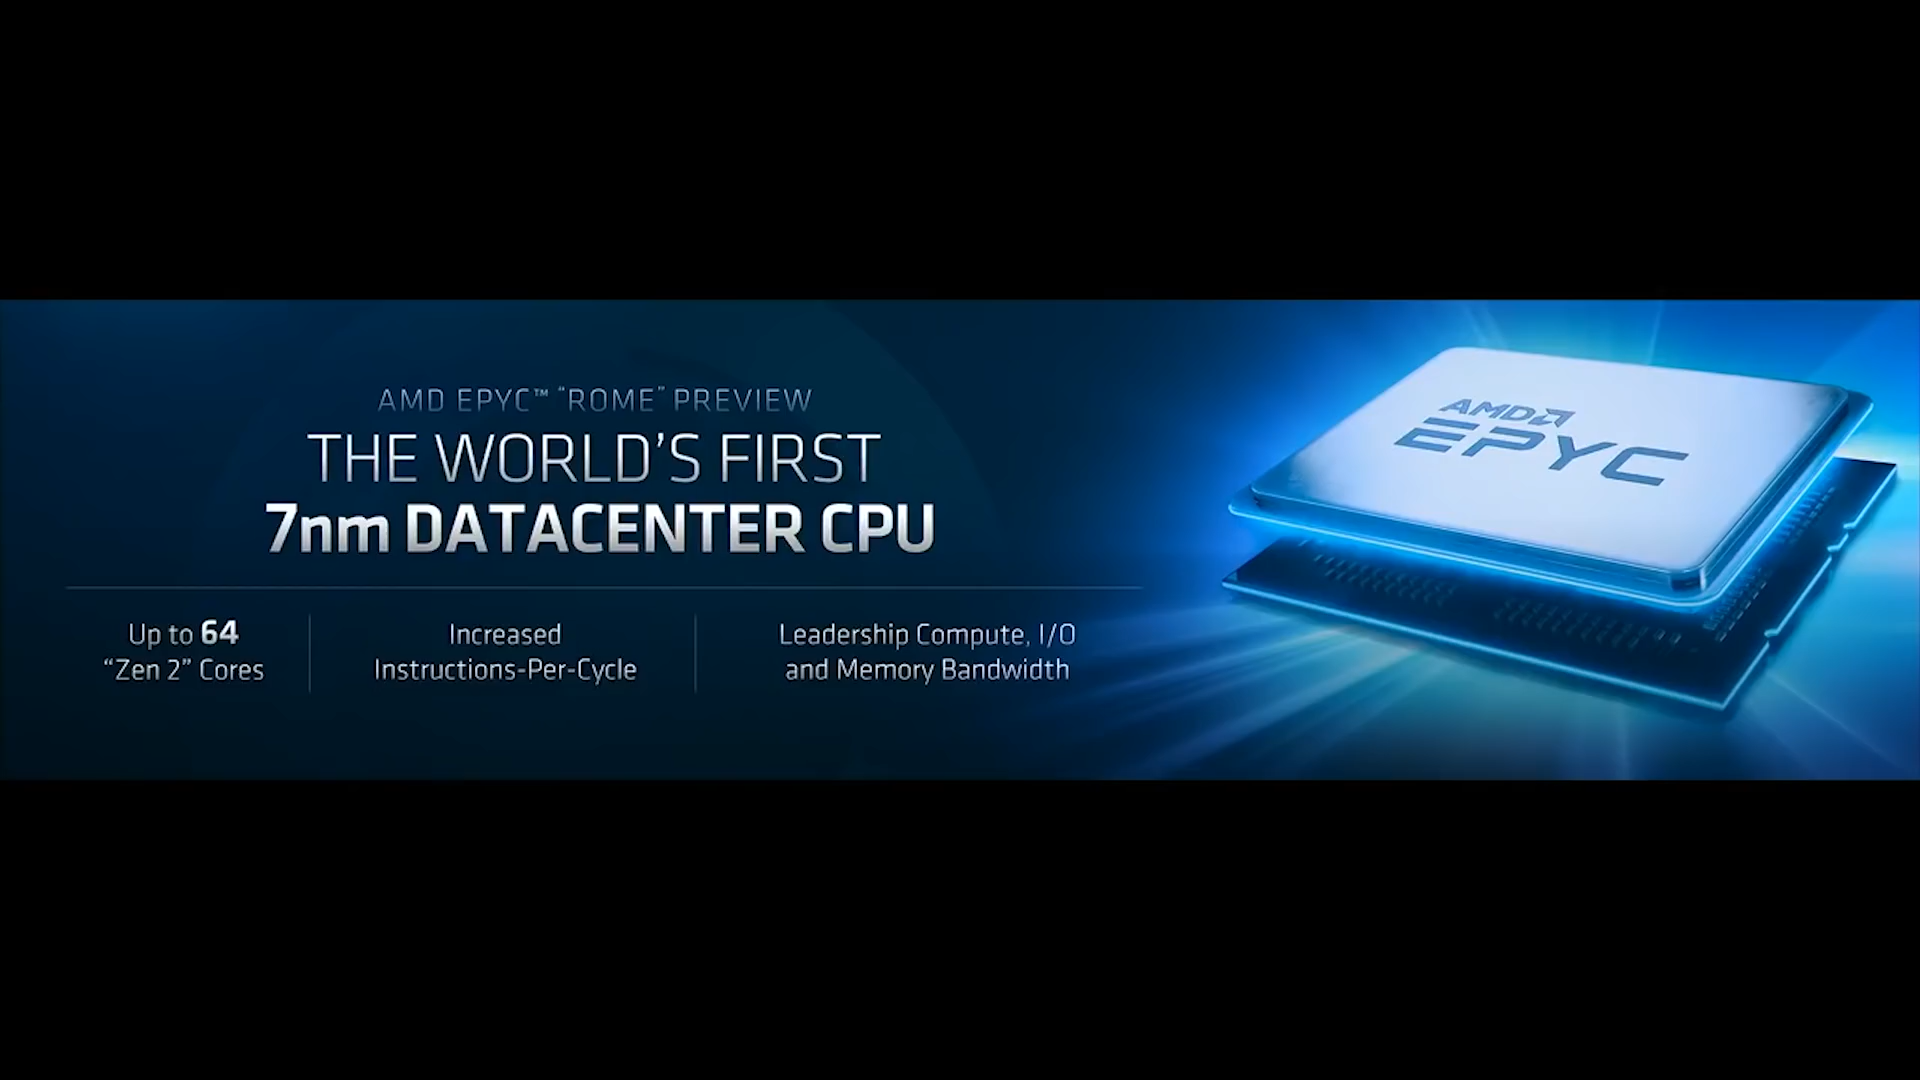 AMD EPYC™ “ROME” PREVIEW
THE WORLD’S FIRST
7nm DATACENTER CPU
Up to 64
“Zen 2” Cores
Increased
Instructions-Per-Cycle
Leadership Compute, I/O
and Memory Bandwidth
AMD
EPYC